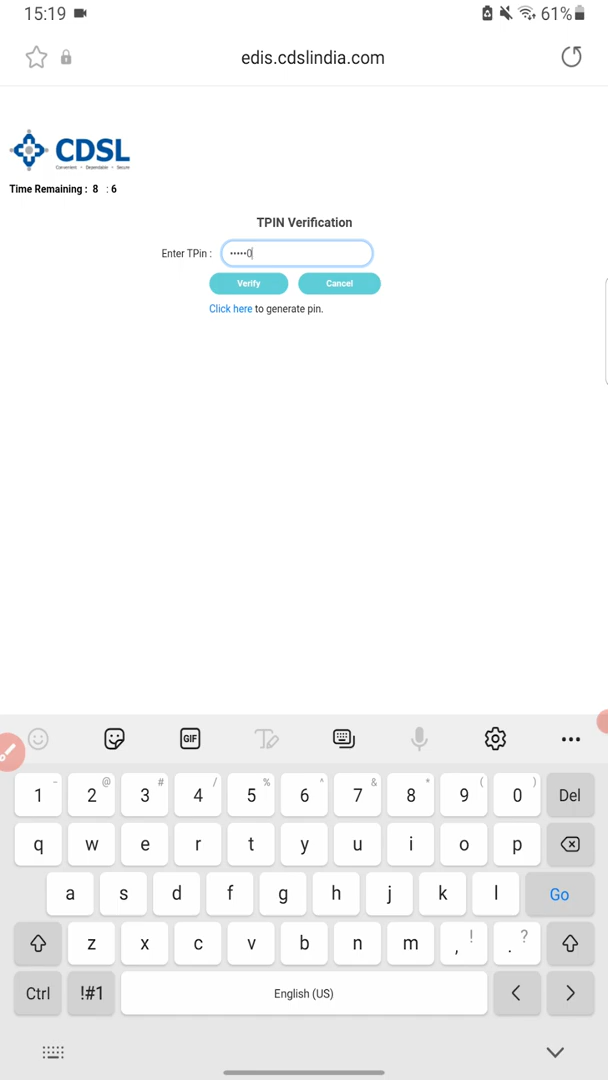 15:19 61%
edis.cdslindia.com
CDSL
Convenient • Dependable • Secure
Time Remaining : 8 : 6
TPIN Verification
Enter TPin : •••••0
Verify Cancel
Click here to generate pin.
GIF T •••
1 - 2 @ 3 # 4 / 5 % 6 ^ 7 & 8 * 9 ( 0 ) Del
q w e r t y u i o p
a s d f g h j k l Go
z x c v b n m , ! . ?
Ctrl !#1 English (US) < >